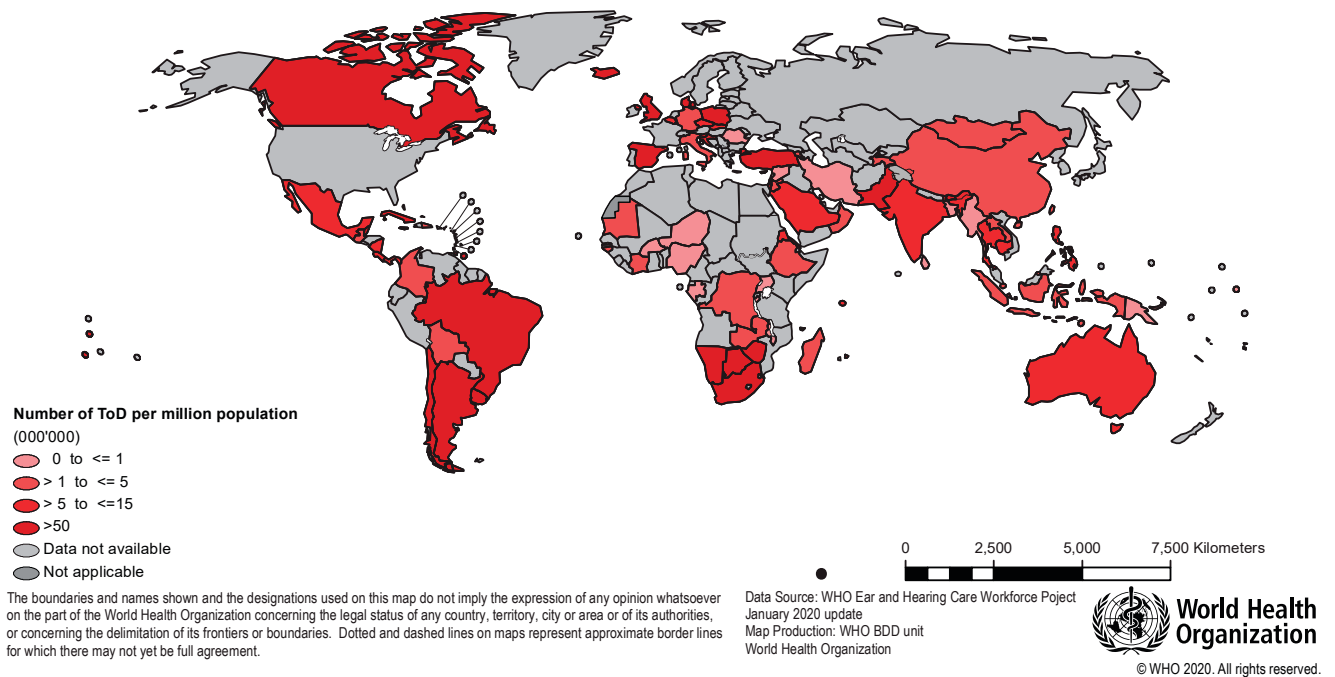 Number of ToD per million population
(000'000)
0 to <= 1
> 1 to <= 5
> 5 to <=15
>50
Data not available
Not applicable
The boundaries and names shown and the designations used on this map do not imply the expression of any opinion whatsoever
on the part of the World Health Organization concerning the legal status of any country, territory, city or area or of its authorities,
or concerning the delimitation of its frontiers or boundaries. Dotted and dashed lines on maps represent approximate border lines
for which there may not yet be full agreement.
0 2,500 5,000 7,500 Kilometers
Data Source: WHO Ear and Hearing Care Workforce Poject
January 2020 update
Map Production: WHO BDD unit
World Health Organization
World Health
Organization
© WHO 2020. All rights reserved.